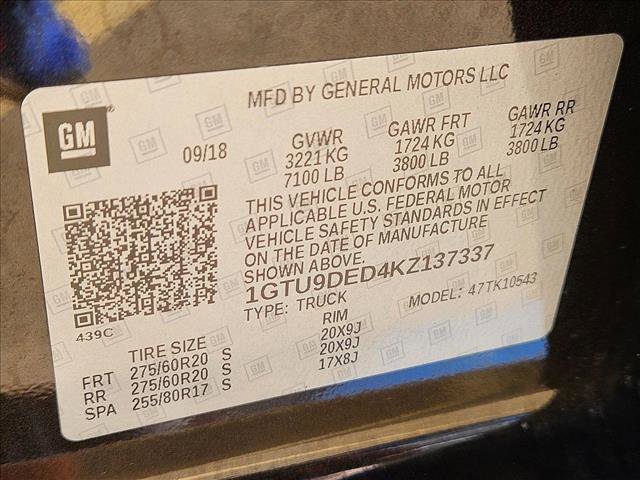 MFD BY GENERAL MOTORS LLC
GM
09/18
GVWR GAWR FRT GAWR RR
3221 KG 1724 KG 1724 KG
7100 LB 3800 LB 3800 LB
THIS VEHICLE CONFORMS TO ALL
APPLICABLE U.S. FEDERAL MOTOR
VEHICLE SAFETY STANDARDS IN EFFECT
ON THE DATE OF MANUFACTURE
SHOWN ABOVE.
1GTU9DED4KZ137337
TYPE: TRUCK MODEL: 47TK10543
439C
TIRE SIZE RIM
FRT 275/60R20 S 20X9J
RR 275/60R20 S 20X9J
SPA 255/80R17 S 17X8J